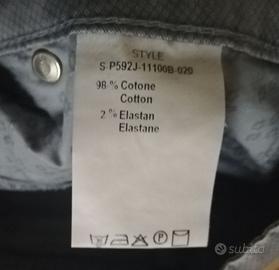 STYLE
S P592J-11100B-020
98 % Cotone
Cotton
2 % Elastan
Elastane
P
subito